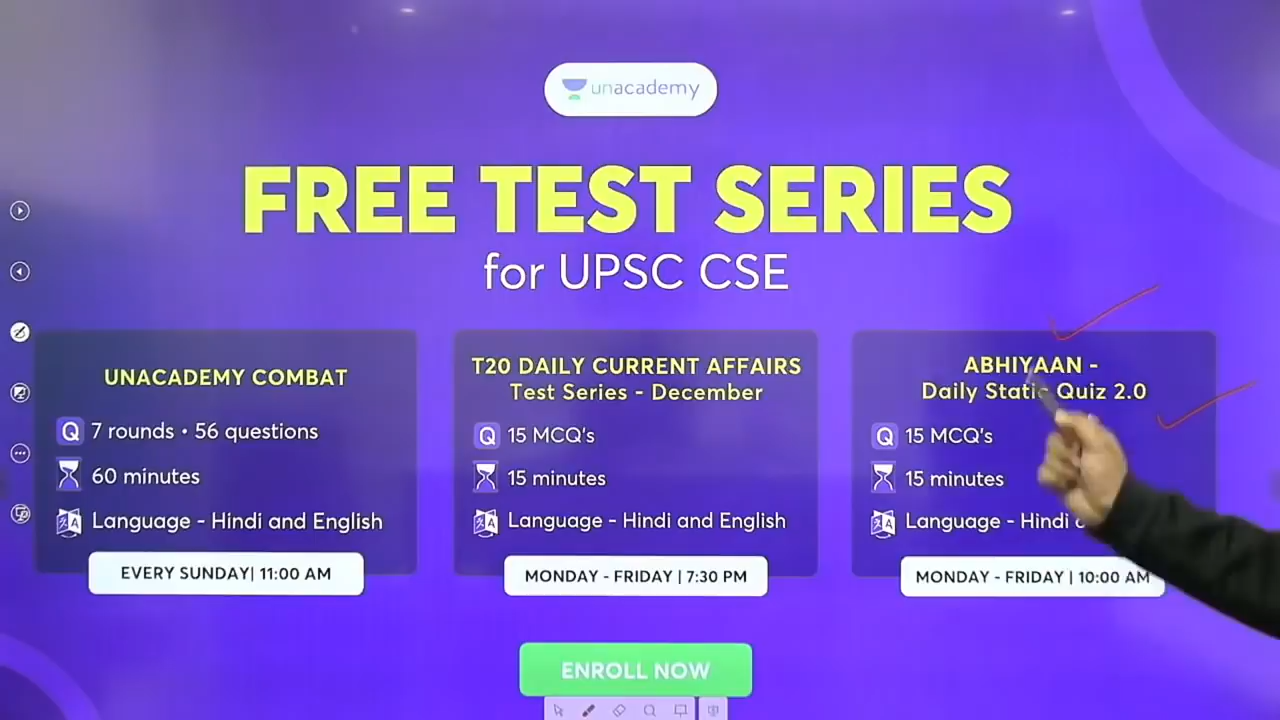 unacademy
FREE TEST SERIES
for UPSC CSE
UNACADEMY COMBAT
Q 7 rounds • 56 questions
60 minutes
Language - Hindi and English
EVERY SUNDAY| 11:00 AM
T20 DAILY CURRENT AFFAIRS
Test Series - December
Q 15 MCQ's
15 minutes
Language - Hindi and English
MONDAY - FRIDAY | 7:30 PM
ABHIYAAN -
Daily Static Quiz 2.0
Q 15 MCQ's
15 minutes
Language - Hindi
MONDAY - FRIDAY | 10:00 AM
ENROLL NOW